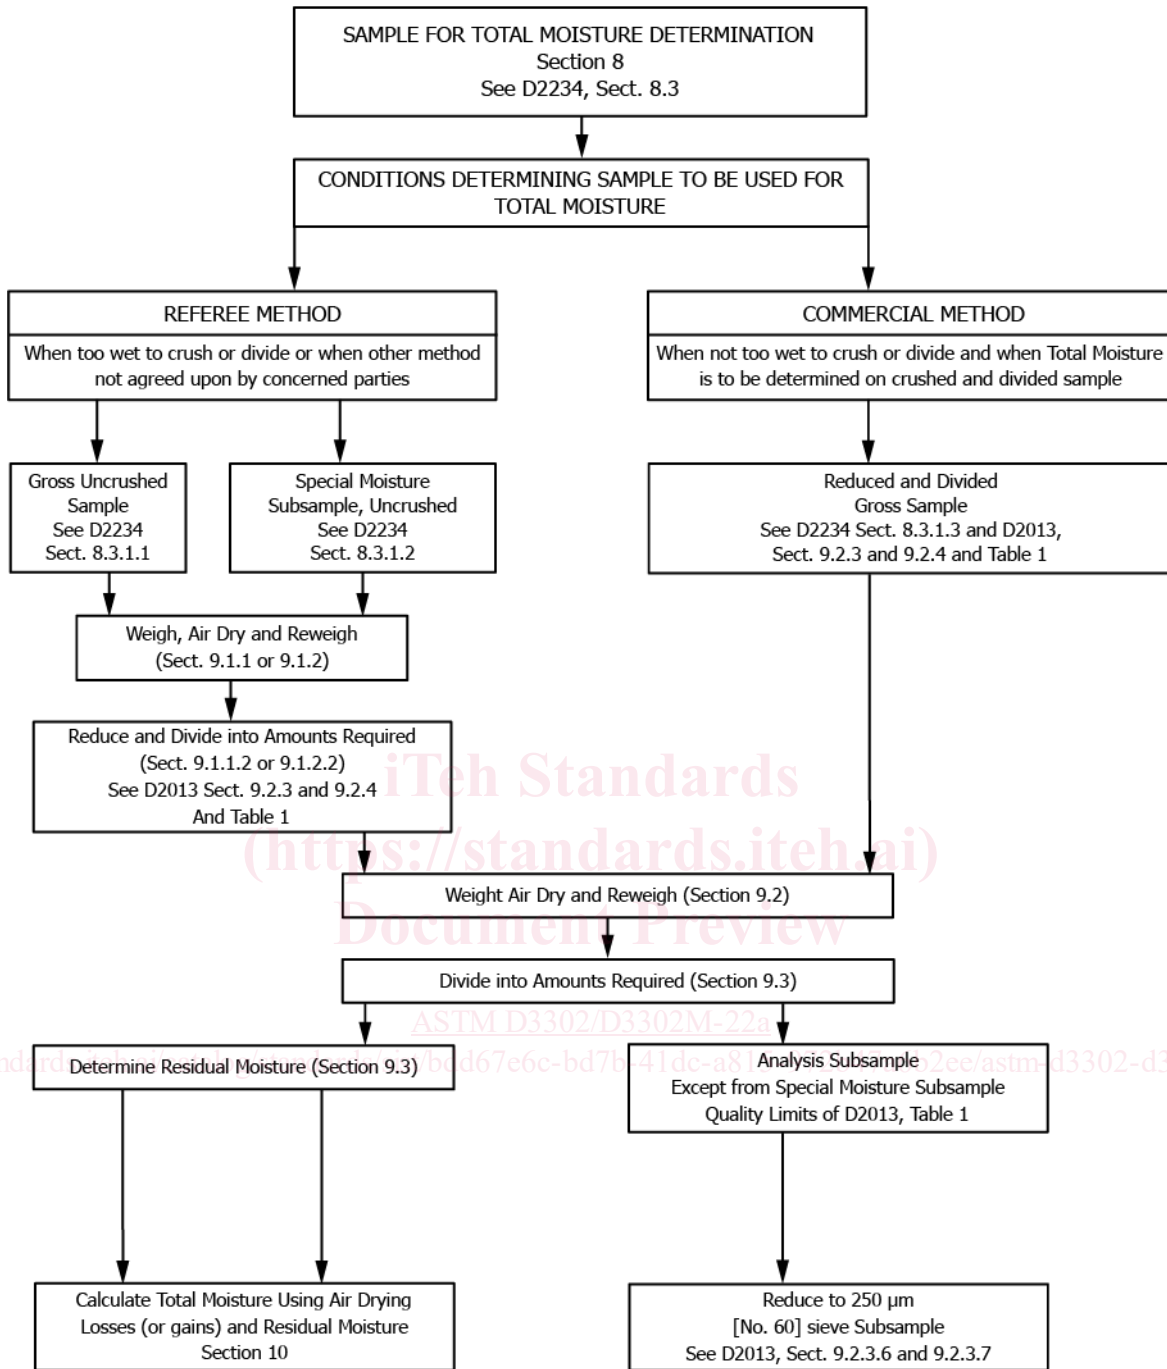 SAMPLE FOR TOTAL MOISTURE DETERMINATION
Section 8
See D2234, Sect. 8.3
CONDITIONS DETERMINING SAMPLE TO BE USED FOR
TOTAL MOISTURE
REFEREE METHOD
When too wet to crush or divide or when other method
not agreed upon by concerned parties
COMMERCIAL METHOD
When not too wet to crush or divide and when Total Moisture
is to be determined on crushed and divided sample
Gross Uncrushed
Sample
See D2234
Sect. 8.3.1.1
Special Moisture
Subsample, Uncrushed
See D2234
Sect. 8.3.1.2
Reduced and Divided
Gross Sample
See D2234 Sect. 8.3.1.3 and D2013,
Sect. 9.2.3 and 9.2.4 and Table 1
Weigh, Air Dry and Reweigh
(Sect. 9.1.1 or 9.1.2)
Reduce and Divide into Amounts Required
(Sect. 9.1.1.2 or 9.1.2.2)
See D2013 Sect. 9.2.3 and 9.2.4
And Table 1
iTeh Standards
(https://standards.iteh.ai)
Document Preview
Weight Air Dry and Reweigh (Section 9.2)
Divide into Amounts Required (Section 9.3)
ASTM D3302/D3302M-22a
Determine Residual Moisture (Section 9.3)
Analysis Subsample
Except from Special Moisture Subsample
Quality Limits of D2013, Table 1
Calculate Total Moisture Using Air Drying
Losses (or gains) and Residual Moisture
Section 10
Reduce to 250 µm
[No. 60] sieve Subsample
See D2013, Sect. 9.2.3.6 and 9.2.3.7